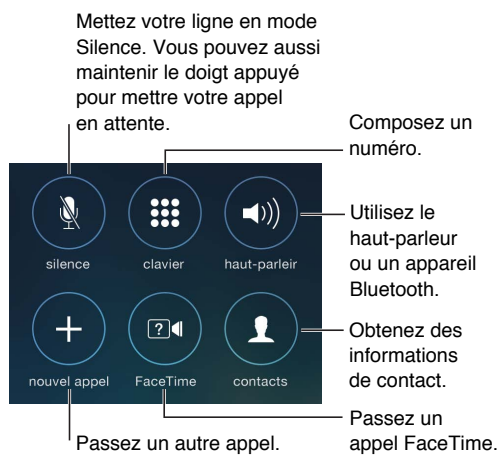 Mettez votre ligne en mode
Silence. Vous pouvez aussi
maintenir le doigt appuyé
pour mettre votre appel
en attente.
Composez un
numéro.
silence
clavier
haut-parleir
Utilisez le
haut-parleur
ou un appareil
Bluetooth.
?
nouvel appel
FaceTime
contacts
Obtenez des
informations
de contact.
Passez un autre appel.
Passez un
appel FaceTime.